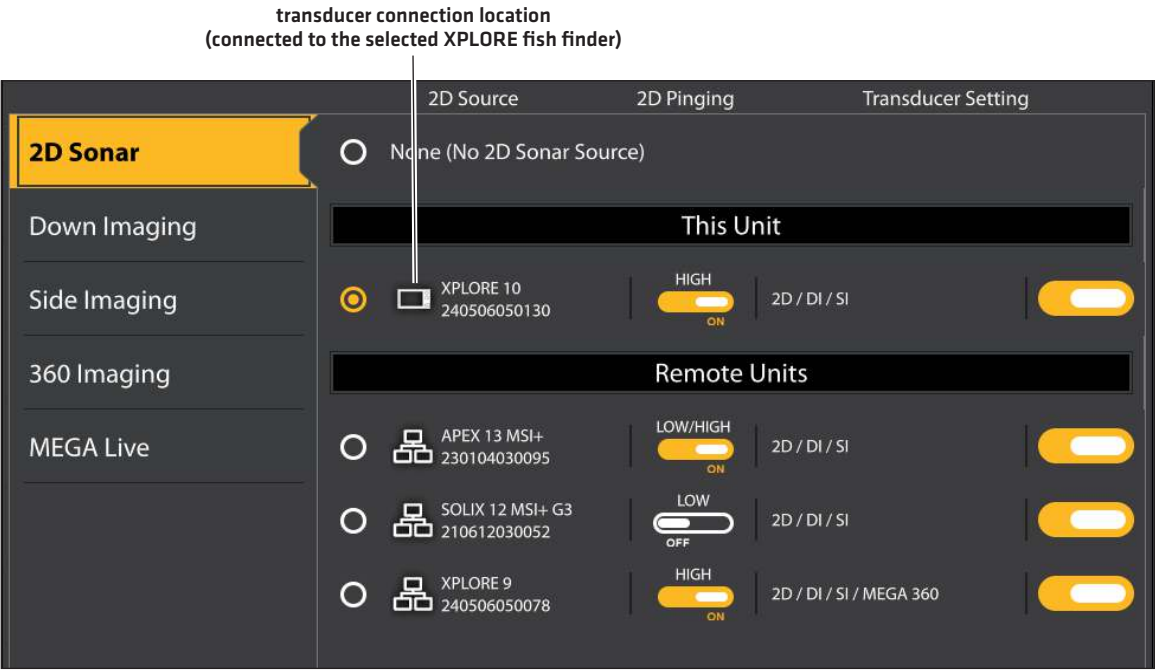 transducer connection location
(connected to the selected XPLORE fish finder)
2D Source 2D Pinging Transducer Setting
2D Sonar
None (No 2D Sonar Source)
Down Imaging
This Unit
Side Imaging
XPLORE 10
240506050130
HIGH
ON
2D / DI / SI
360 Imaging
Remote Units
MEGA Live
APEX 13 MSI+
230104030095
LOW/HIGH
ON
2D / DI / SI
SOLIX 12 MSI+ G3
210612030052
LOW
OFF
2D / DI / SI
XPLORE 9
240506050078
HIGH
ON
2D / DI / SI / MEGA 360